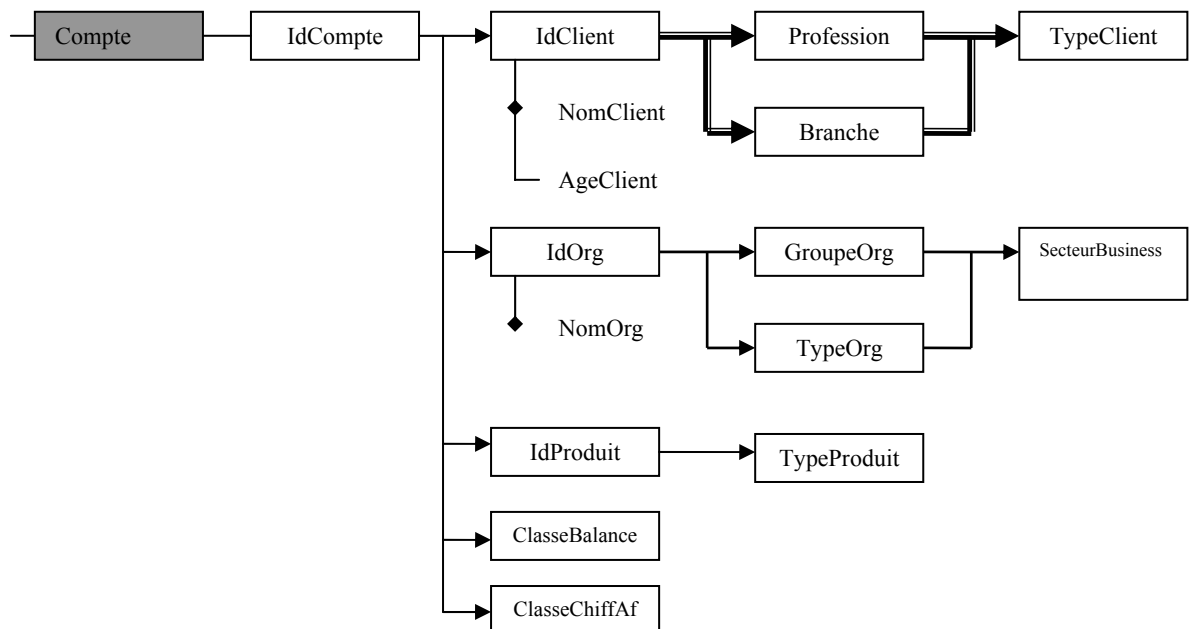 Compte
IdCompte
IdClient
Profession
TypeClient
NomClient
Branche
AgeClient
IdOrg
GroupeOrg
SecteurBusiness
NomOrg
TypeOrg
IdProduit
TypeProduit
ClasseBalance
ClasseChiffAf